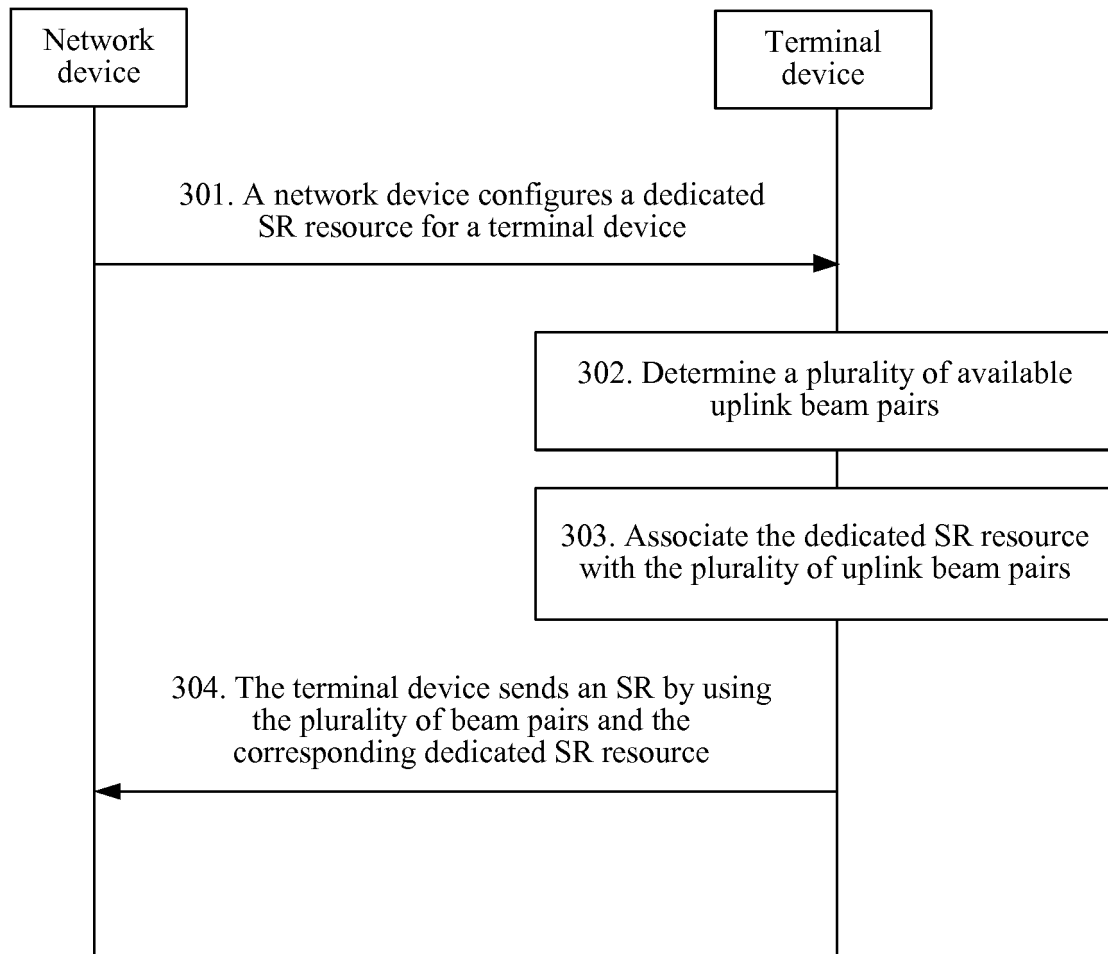 Network
device
Terminal
device
301. A network device configures a dedicated
SR resource for a terminal device
302. Determine a plurality of available
uplink beam pairs
303. Associate the dedicated SR resource
with the plurality of uplink beam pairs
304. The terminal device sends an SR by using
the plurality of beam pairs and the
corresponding dedicated SR resource